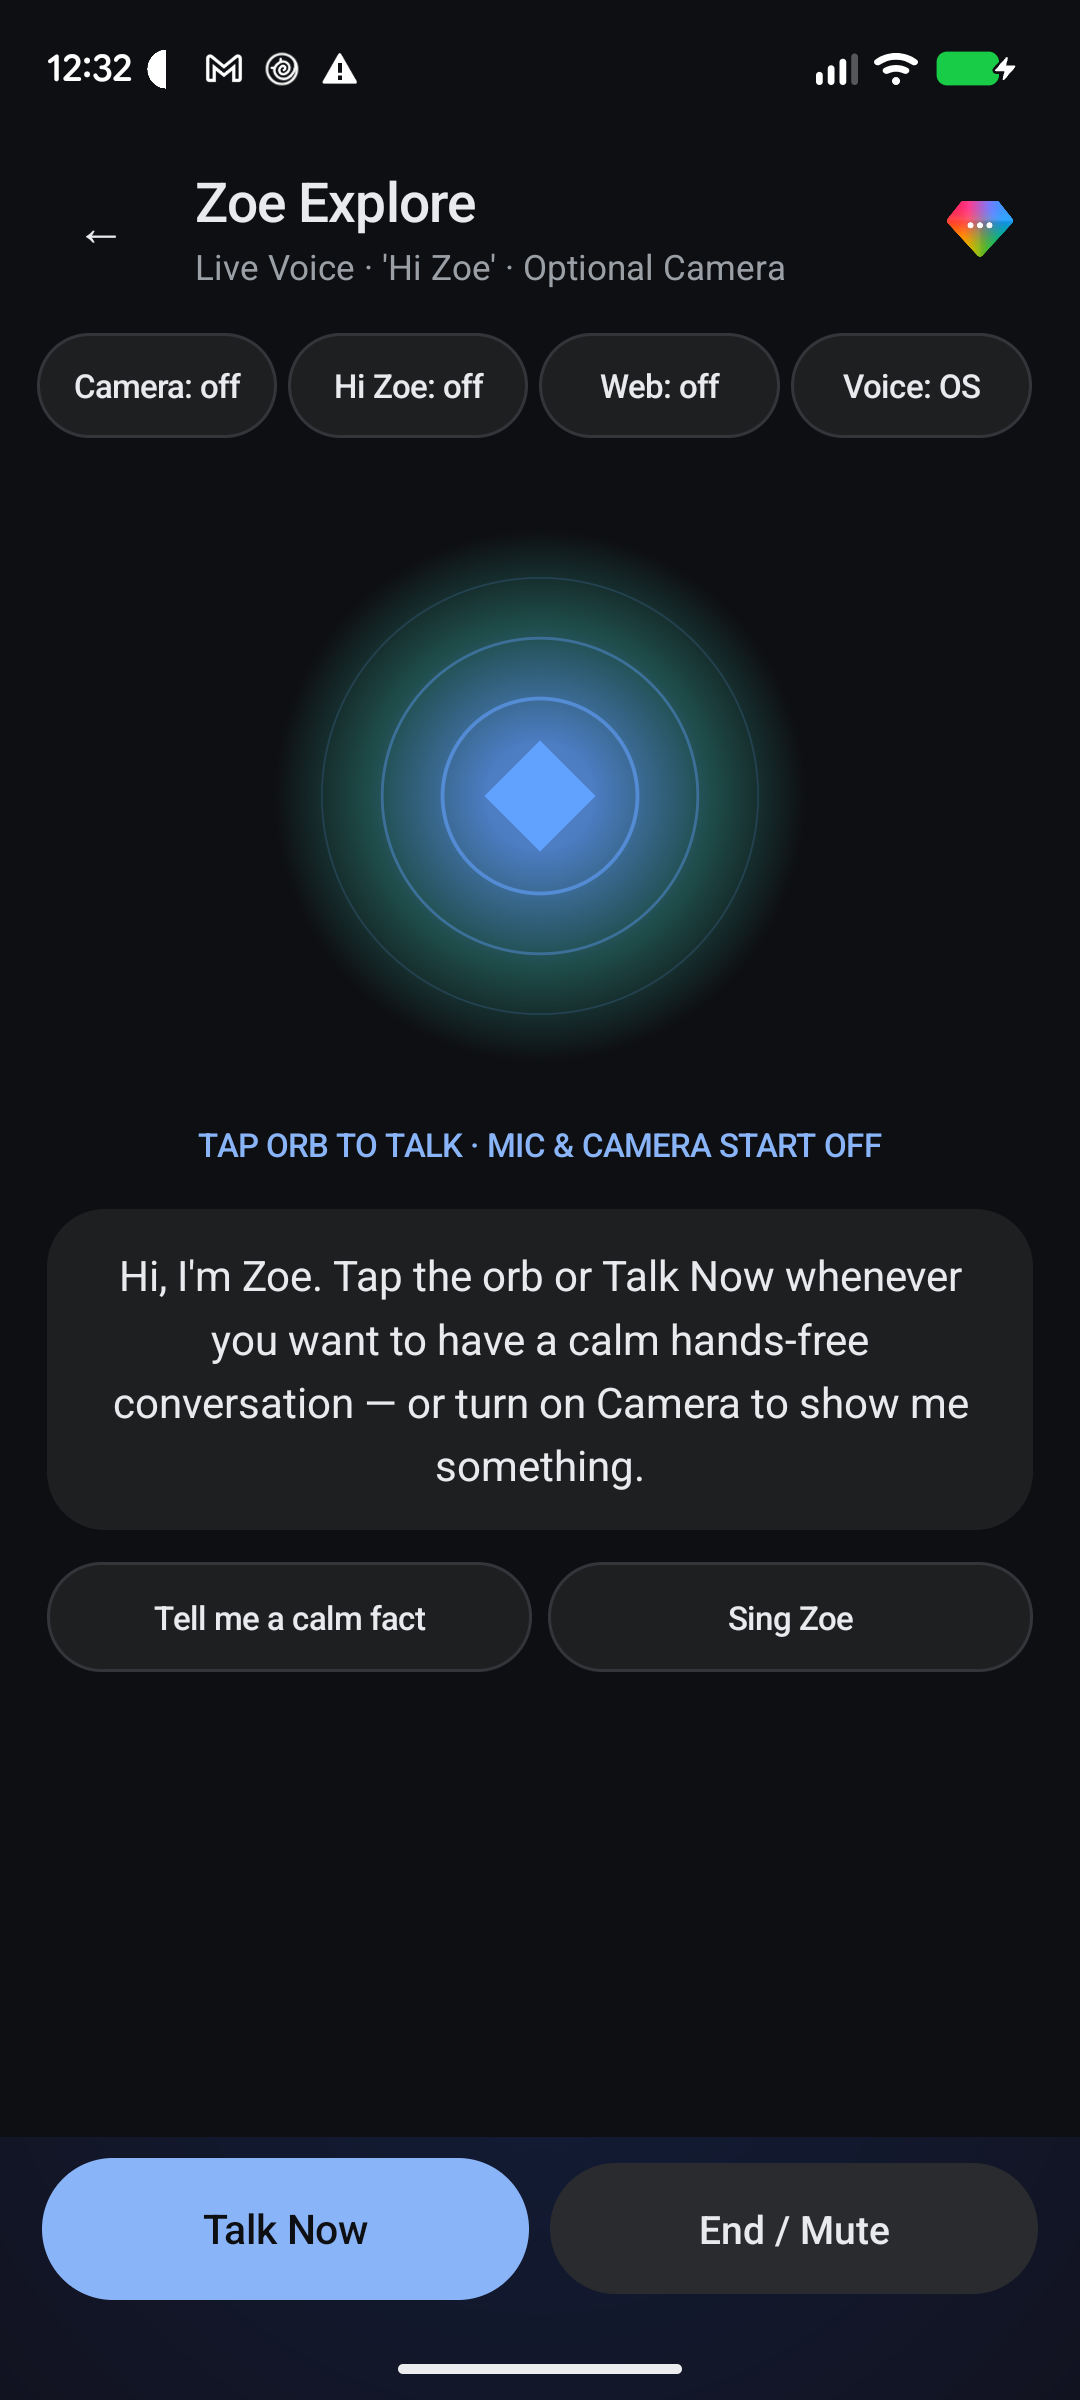 12:32
Zoe Explore
Live Voice · 'Hi Zoe' · Optional Camera
Camera: off
Hi Zoe: off
Web: off
Voice: OS
TAP ORB TO TALK · MIC & CAMERA START OFF
Hi, I'm Zoe. Tap the orb or Talk Now whenever
you want to have a calm hands-free
conversation — or turn on Camera to show me
something.
Tell me a calm fact
Sing Zoe
Talk Now
End / Mute